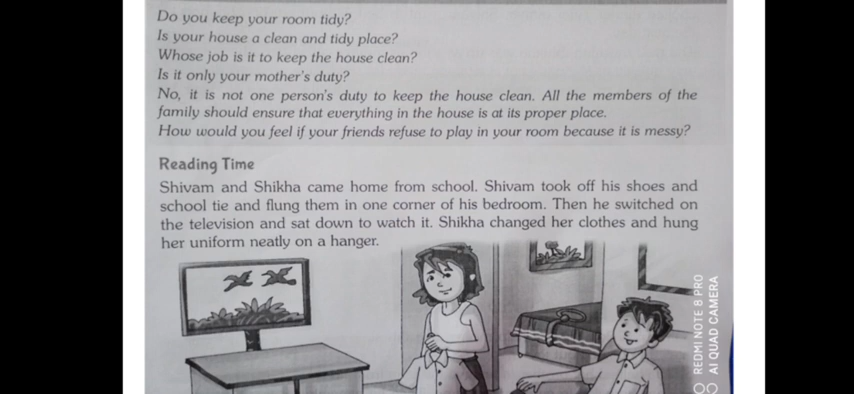 Do you keep your room tidy?
Is your house a clean and tidy place?
Whose job is it to keep the house clean?
Is it only your mother's duty?
No, it is not one person's duty to keep the house clean. All the members of the
family should ensure that everything in the house is at its proper place.
How would you feel if your friends refuse to play in your room because it is messy?
Reading Time
Shivam and Shikha came home from school. Shivam took off his shoes and
school tie and flung them in one corner of his bedroom. Then he switched on
the television and sat down to watch it. Shikha changed her clothes and hung
her uniform neatly on a hanger.
REDMI NOTE 8 PRO
AI QUAD CAMERA